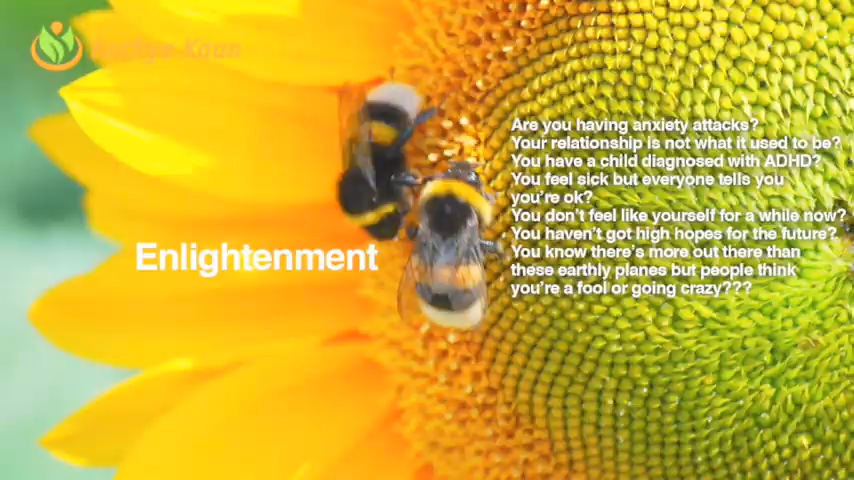 Enlightenment
Are you having anxiety attacks?
Your relationship is not what it used to be?
You have a child diagnosed with ADHD?
You feel sick but everyone tells you
you're ok?
You don't feel like yourself for a while now?
You haven't got high hopes for the future?
You know there's more out there than
these earthly planes but people think
you're a fool or going crazy???